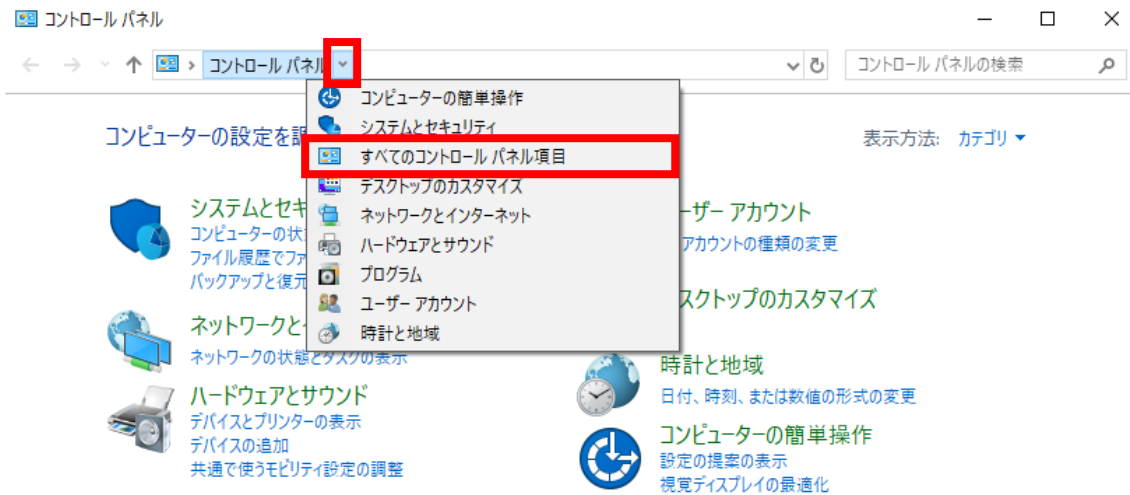 コントロール パネル
コントロール パネル
コントロール パネルの検索
コンピューターの設定を
表示方法: カテゴリ
コンピューターの簡単操作
システムとセキュリティ
すべてのコントロール パネル項目
デスクトップのカスタマイズ
ネットワークとインターネット
ハードウェアとサウンド
プログラム
ユーザー アカウント
時計と地域
システムとセキ
コンピューターの状
ファイル履歴でファ
バックアップと復元
ネットワークと
ネットワークの状態とタスクの表示
ハードウェアとサウンド
デバイスとプリンターの表示
デバイスの追加
共通で使うモビリティ設定の調整
ーザー アカウント
アカウントの種類の変更
スクトップのカスタマイズ
時計と地域
日付、時刻、または数値の形式の変更
コンピューターの簡単操作
設定の提案の表示
視覚ディスプレイの最適化